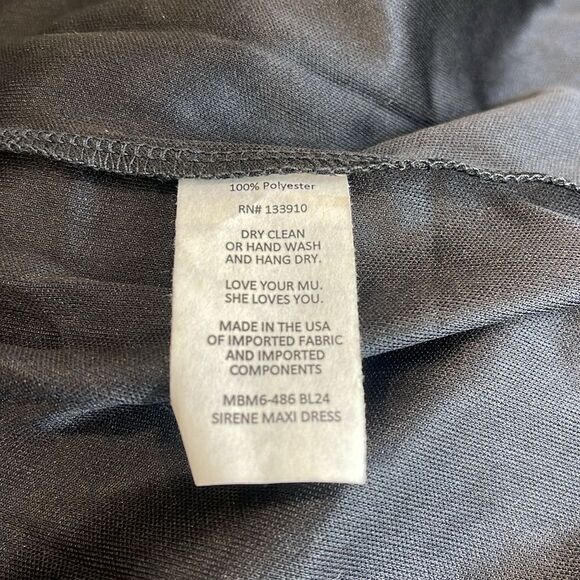 100% Polyester
RN# 133910
DRY CLEAN
OR HAND WASH
AND HANG DRY.
LOVE YOUR MU.
SHE LOVES YOU.
MADE IN THE USA
OF IMPORTED FABRIC
AND IMPORTED
COMPONENTS
MBM6-486 BL24
SIRENE MAXI DRESS